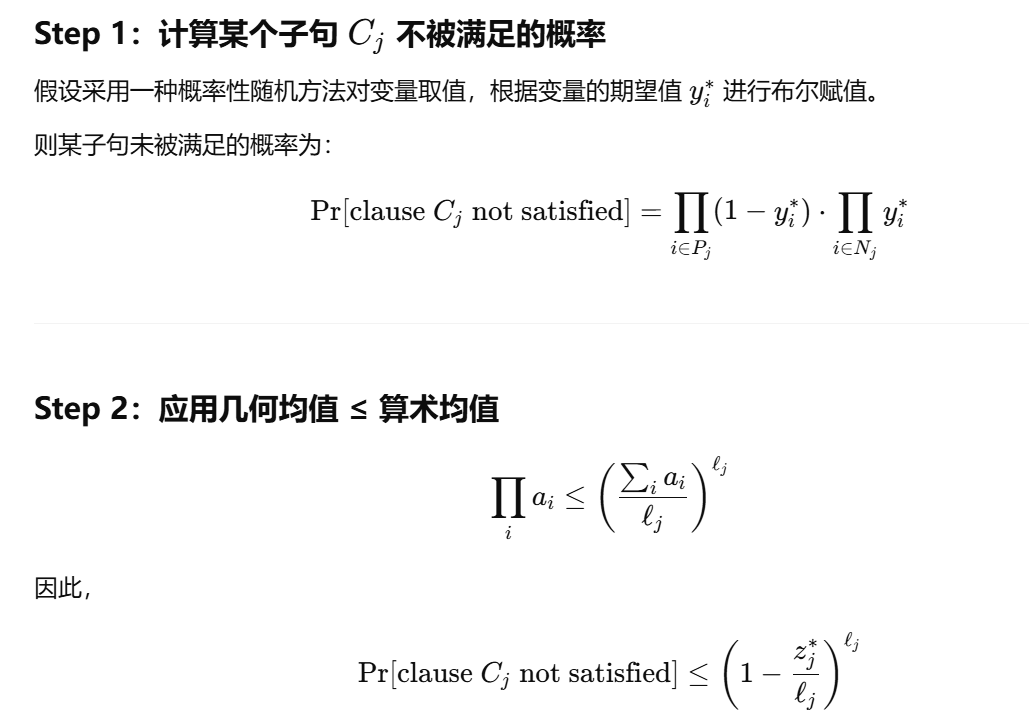 Step 1：计算某个子句 $C_j$ 不被满足的概率
假设采用一种概率性随机方法对变量取值，根据变量的期望值 $y_i^*$ 进行布尔赋值。
则某子句未被满足的概率为：
$\Pr[\text{clause } C_j \text{ not satisfied}] = \prod_{i \in P_j} (1 - y_i^*) \cdot \prod_{i \in N_j} y_i^*$
Step 2：应用几何均值 ≤ 算术均值
$\prod_i a_i \leq \left( \frac{\sum_i a_i}{\ell_j} \right)^{\ell_j}$
因此，
$\Pr[\text{clause } C_j \text{ not satisfied}] \leq \left( 1 - \frac{z_j^*}{\ell_j} \right)^{\ell_j}$